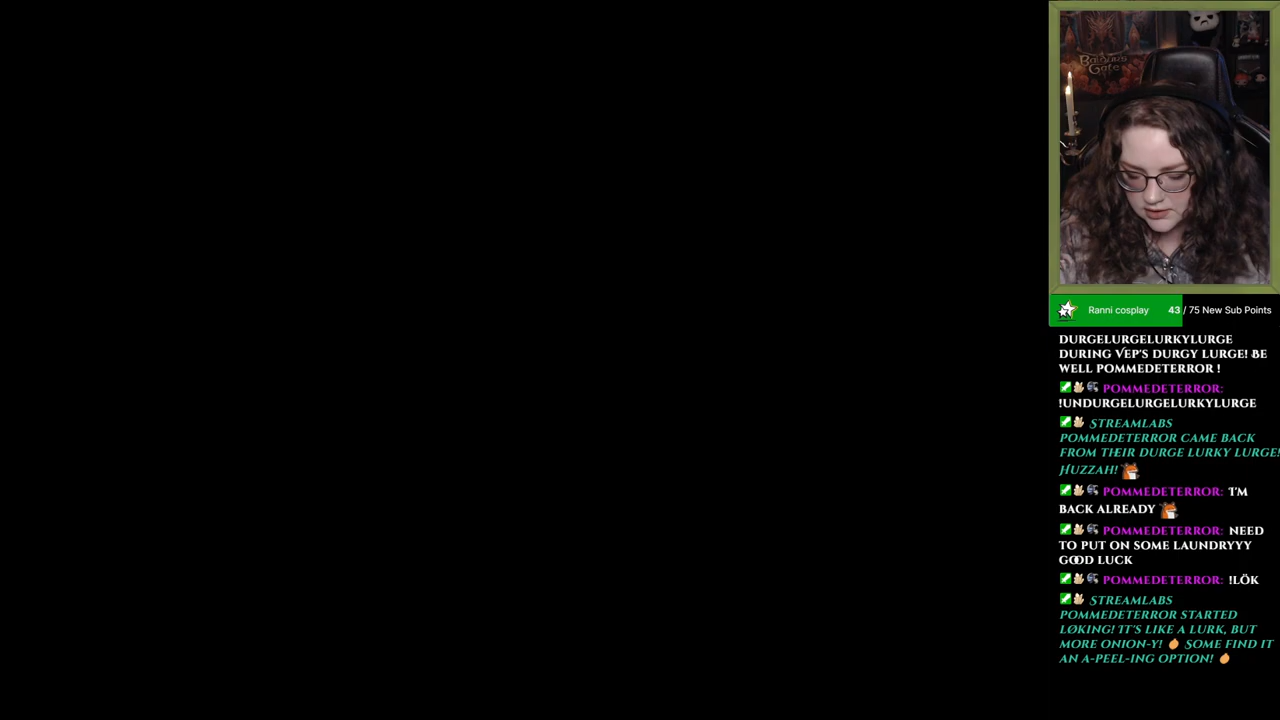 Baldur's
Gate
Ranni cosplay 43 / 75 New Sub Points
DURGELURGELURKYLURGE
DURING VEP'S DURGY LURGE! BE
WELL POMMEDETERROR !
POMMEDETERROR:
!UNDURGELURGELURKYLURGE
STREAMLABS
POMMEDETERROR CAME BACK
FROM THEIR DURGE LURKY LURGE!
HUZZAH!
POMMEDETERROR: I'M
BACK ALREADY
POMMEDETERROR: NEED
TO PUT ON SOME LAUNDRYYY
GOOD LUCK
POMMEDETERROR: !LÖK
STREAMLABS
POMMEDETERROR STARTED
LØKING! IT'S LIKE A LURK, BUT
MORE ONION-Y! SOME FIND IT
AN A-PEEL-ING OPTION!